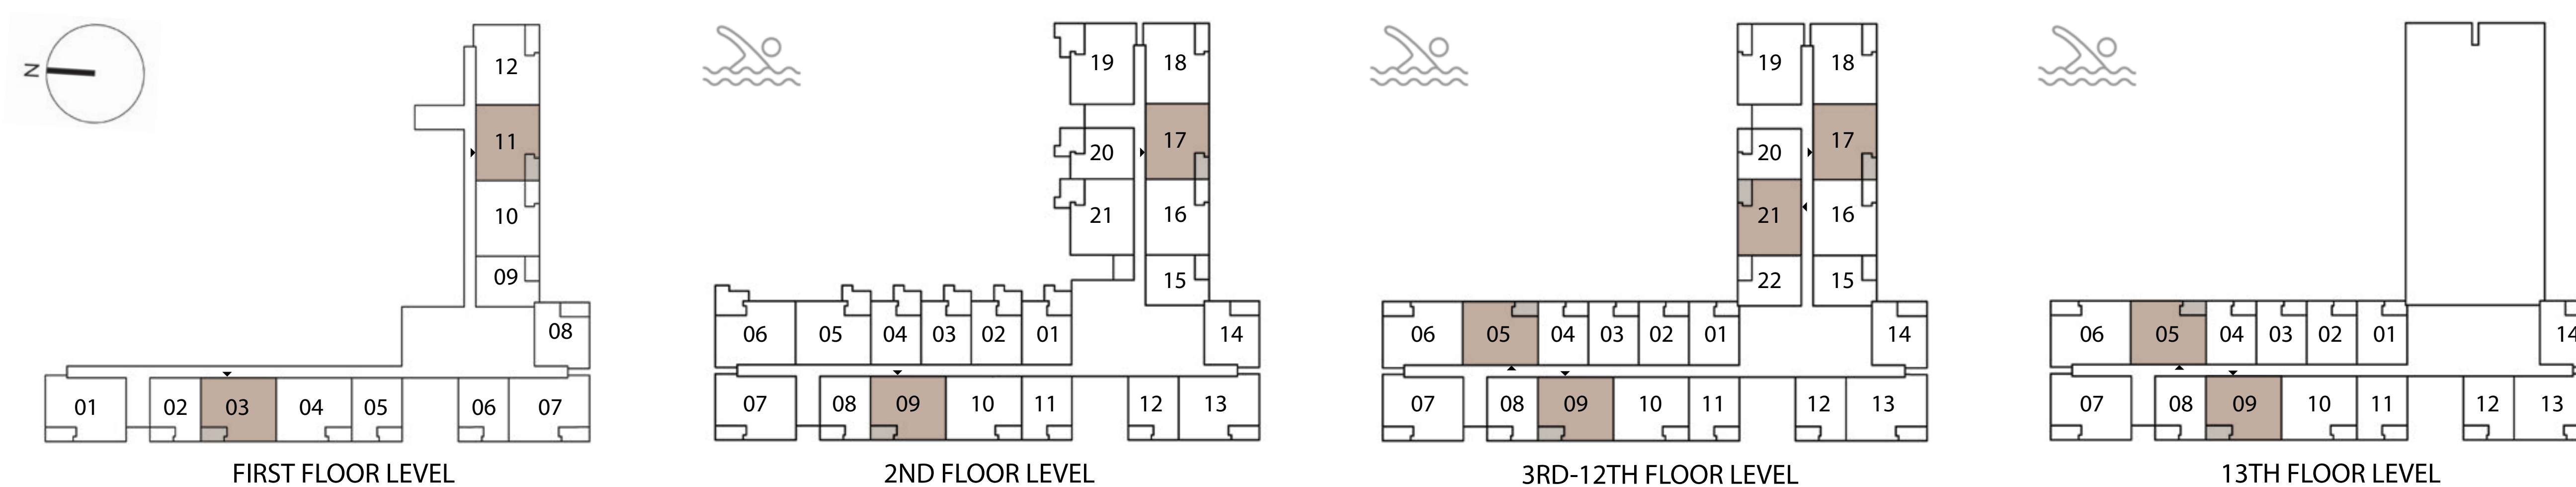 N
12
11
10
09
08
01 02 03 04 05 06 07
FIRST FLOOR LEVEL
19 18
17
20
21 16
15
06 05 04 03 02 01 14
07 08 09 10 11 12 13
2ND FLOOR LEVEL
19 18
17
20
21 16
22 15
06 05 04 03 02 01 14
07 08 09 10 11 12 13
3RD-12TH FLOOR LEVEL
06 05 04 03 02 01 14
07 08 09 10 11 12 13
13TH FLOOR LEVEL